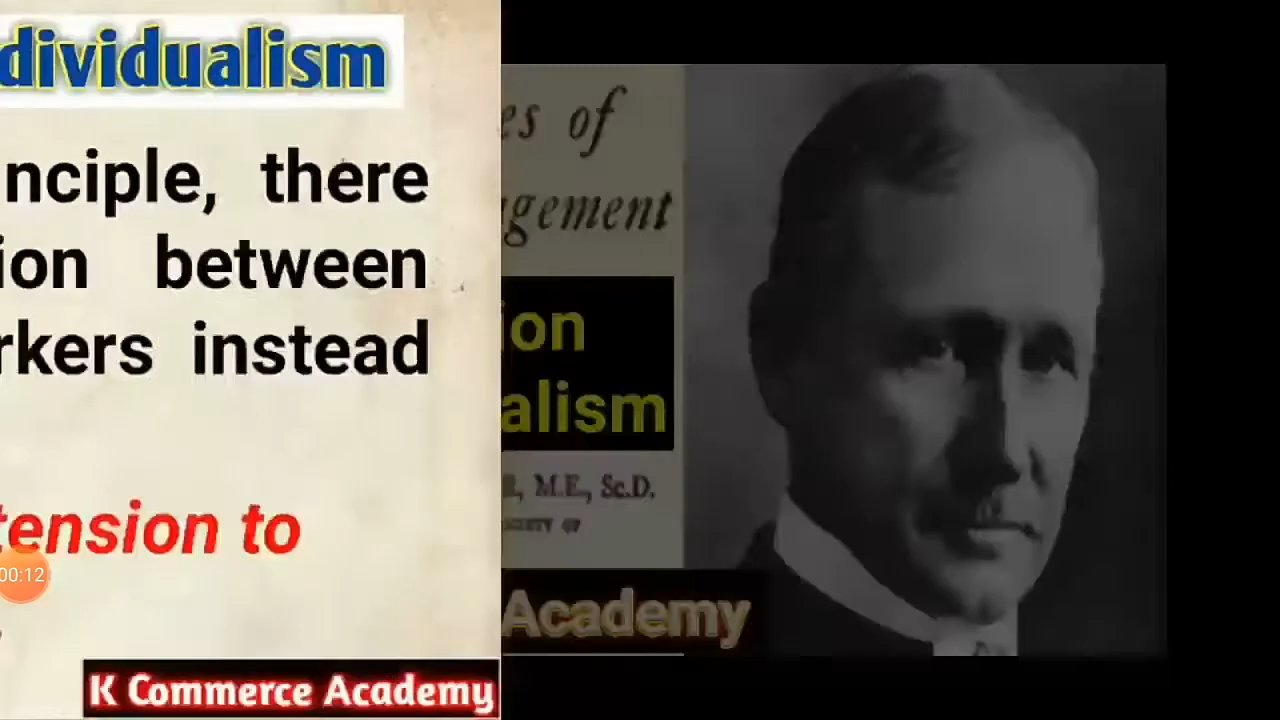 dividualism
nciple, there
ion between
rkers instead
tension to
00:12
K Commerce Academy
es of
gement
ion
alism
M.E., Sc.D.
OF
Academy